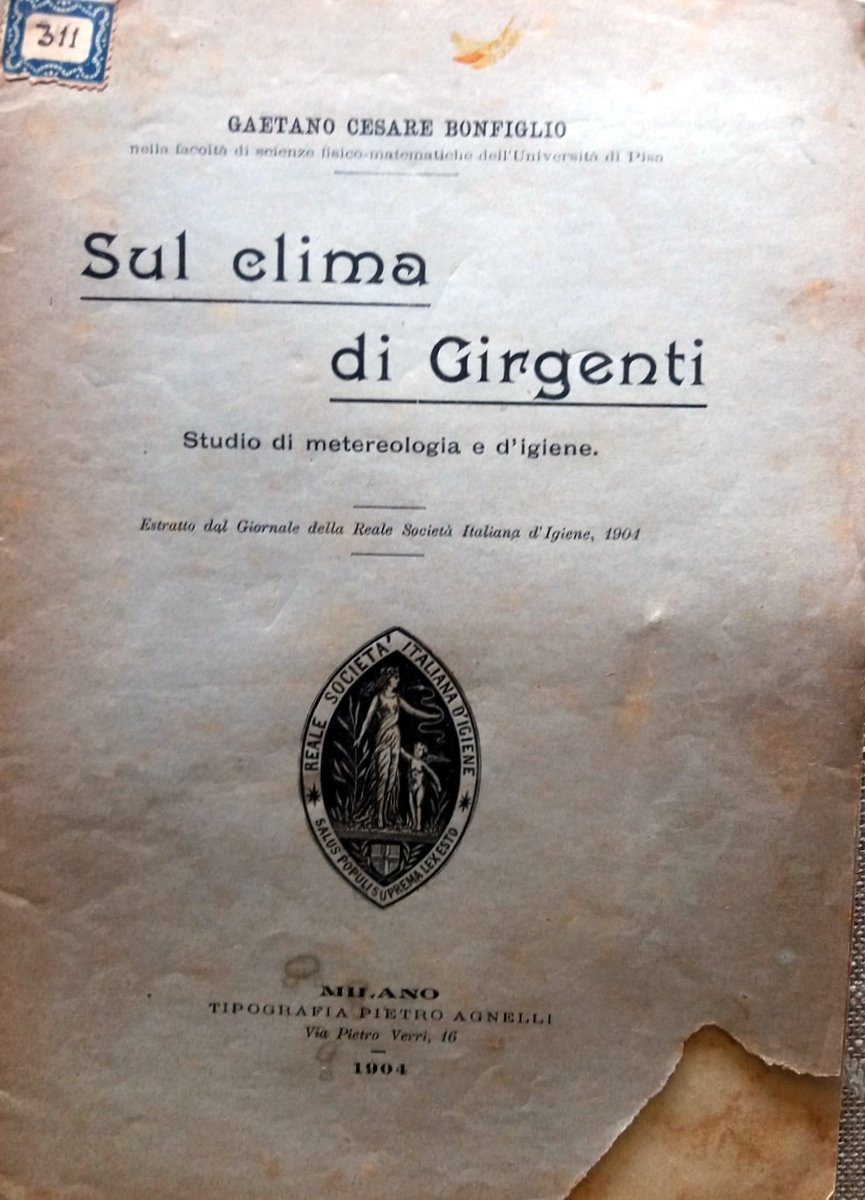 311
GAETANO CESARE BONFIGLIO
nella facoltà di scienze fisico-matematiche dell'Università di Pisa
Sul clima
di Girgenti
Studio di metereologia e d'igiene.
Estratto dal Giornale della Reale Società Italiana d'Igiene, 1904
REALE SOCIETA' ITALIANA D'IGIENE
SALUS POPULI SUPREMA LEX ESTO
MILANO
TIPOGRAFIA PIETRO AGNELLI
Via Pietro Verri, 16
1904